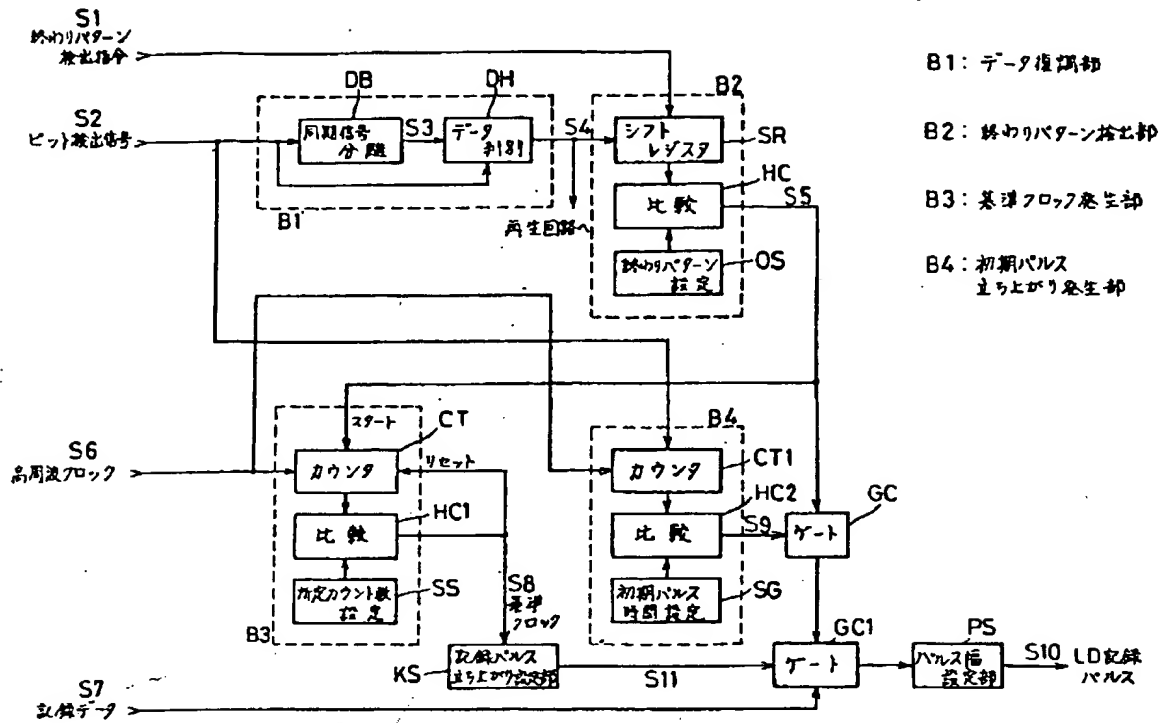 S1
終わりパターン
検出指令
S2
ピット検出信号
DB
同期信号
分離
S3
DH
データ
S4
B1
再生回路へ
B2
シフト
レジスタ
SR
HC
比較
S5
終わりパターン
設定
OS
B1: データ復調部
B2: 終わりパターン検出部
B3: 基準クロック発生部
B4: 初期パルス
立ち上がり発生部
S6
高周波クロック
スタート
CT
カウンタ
リセット
HC1
比較
所定カウント数
設定
SS
B3
S8
基準
クロック
B4
カウンタ
CT1
HC2
比較
S9
初期パルス
時間設定
SG
GC
ゲート
KS
記録パルス
立ち上がり設定部
S11
GC1
ゲート
PS
パルス幅
設定部
S10
LD記録
パルス
S7
記録データ